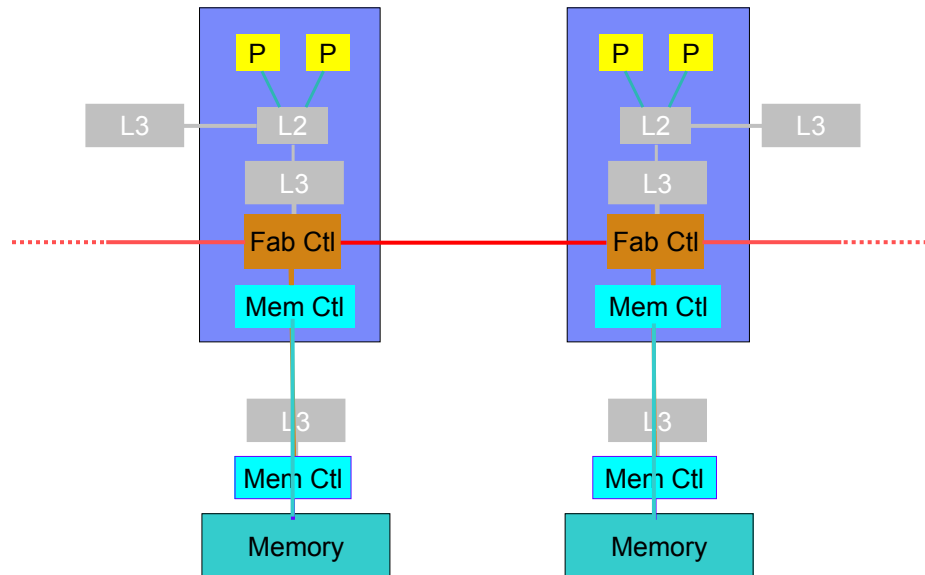 P P P P
L3 L2 L2 L3
L3 L3
Fab Ctl Fab Ctl
Mem Ctl Mem Ctl
L3 L3
Mem Ctl Mem Ctl
Memory Memory